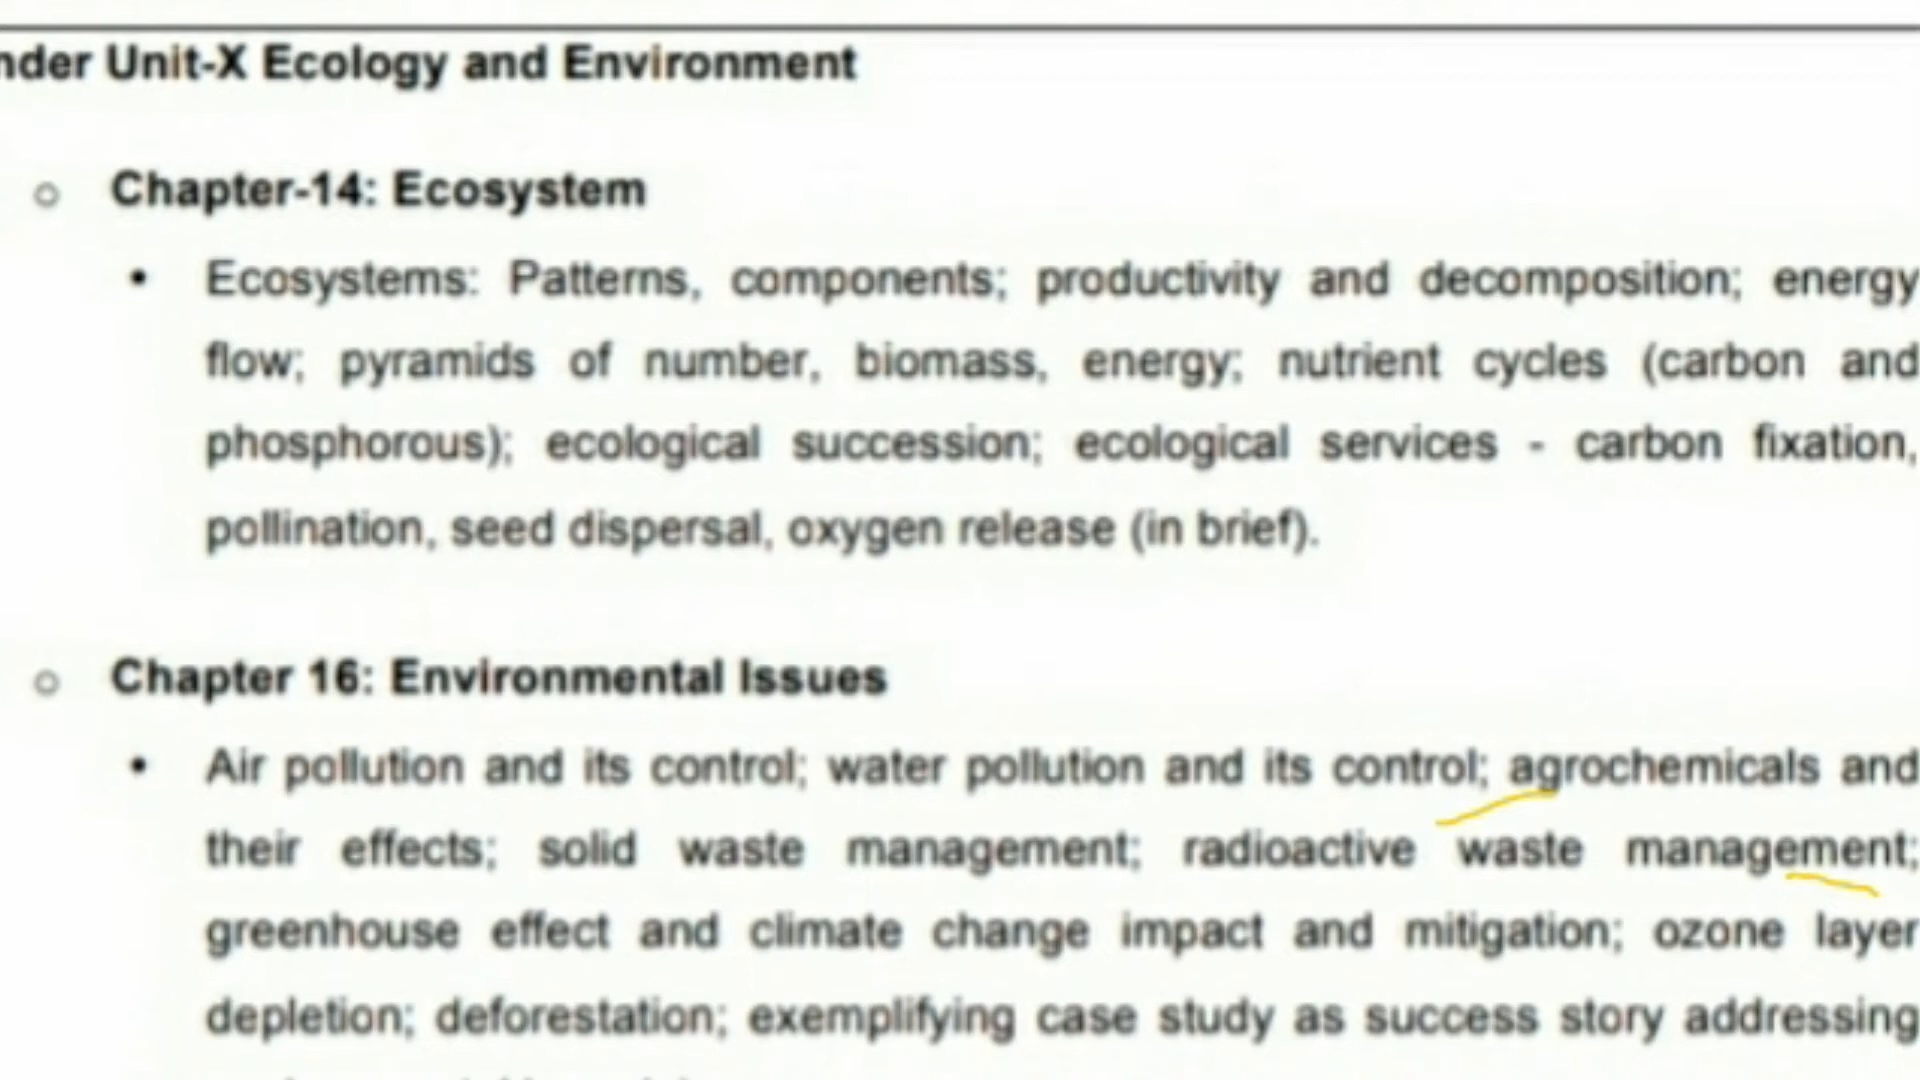 nder Unit-X Ecology and Environment
○ Chapter-14: Ecosystem
• Ecosystems: Patterns, components; productivity and decomposition; energy
flow; pyramids of number, biomass, energy; nutrient cycles (carbon and
phosphorous); ecological succession; ecological services - carbon fixation,
pollination, seed dispersal, oxygen release (in brief).
○ Chapter 16: Environmental Issues
• Air pollution and its control; water pollution and its control; agrochemicals and
their effects; solid waste management; radioactive waste management;
greenhouse effect and climate change impact and mitigation; ozone layer
depletion; deforestation; exemplifying case study as success story addressing